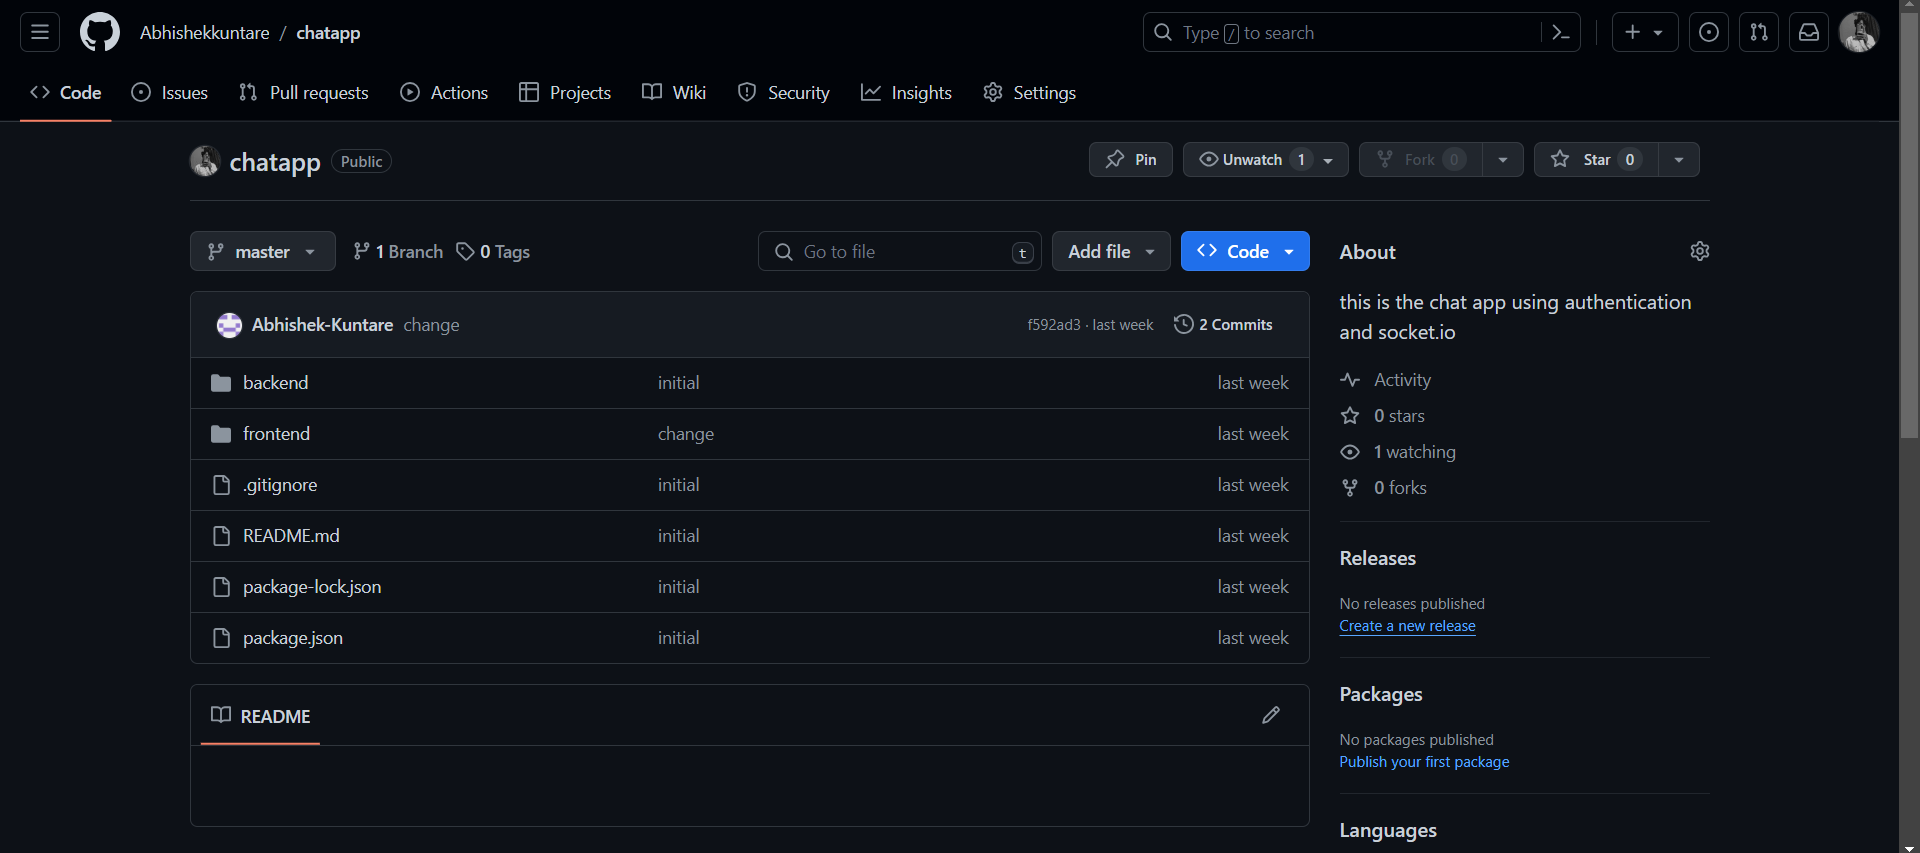 Abhishekkuntare / chatapp
Type / to search
Code Issues Pull requests Actions Projects Wiki Security Insights Settings
chatapp Public
Pin Unwatch 1 Fork 0 Star 0
master 1 Branch 0 Tags
Go to file t Add file Code
Abhishek-Kuntare change f592ad3 · last week 2 Commits
backend initial last week
frontend change last week
.gitignore initial last week
README.md initial last week
package-lock.json initial last week
package.json initial last week
README
About
this is the chat app using authentication
and socket.io
Activity
0 stars
1 watching
0 forks
Releases
No releases published
Create a new release
Packages
No packages published
Publish your first package
Languages